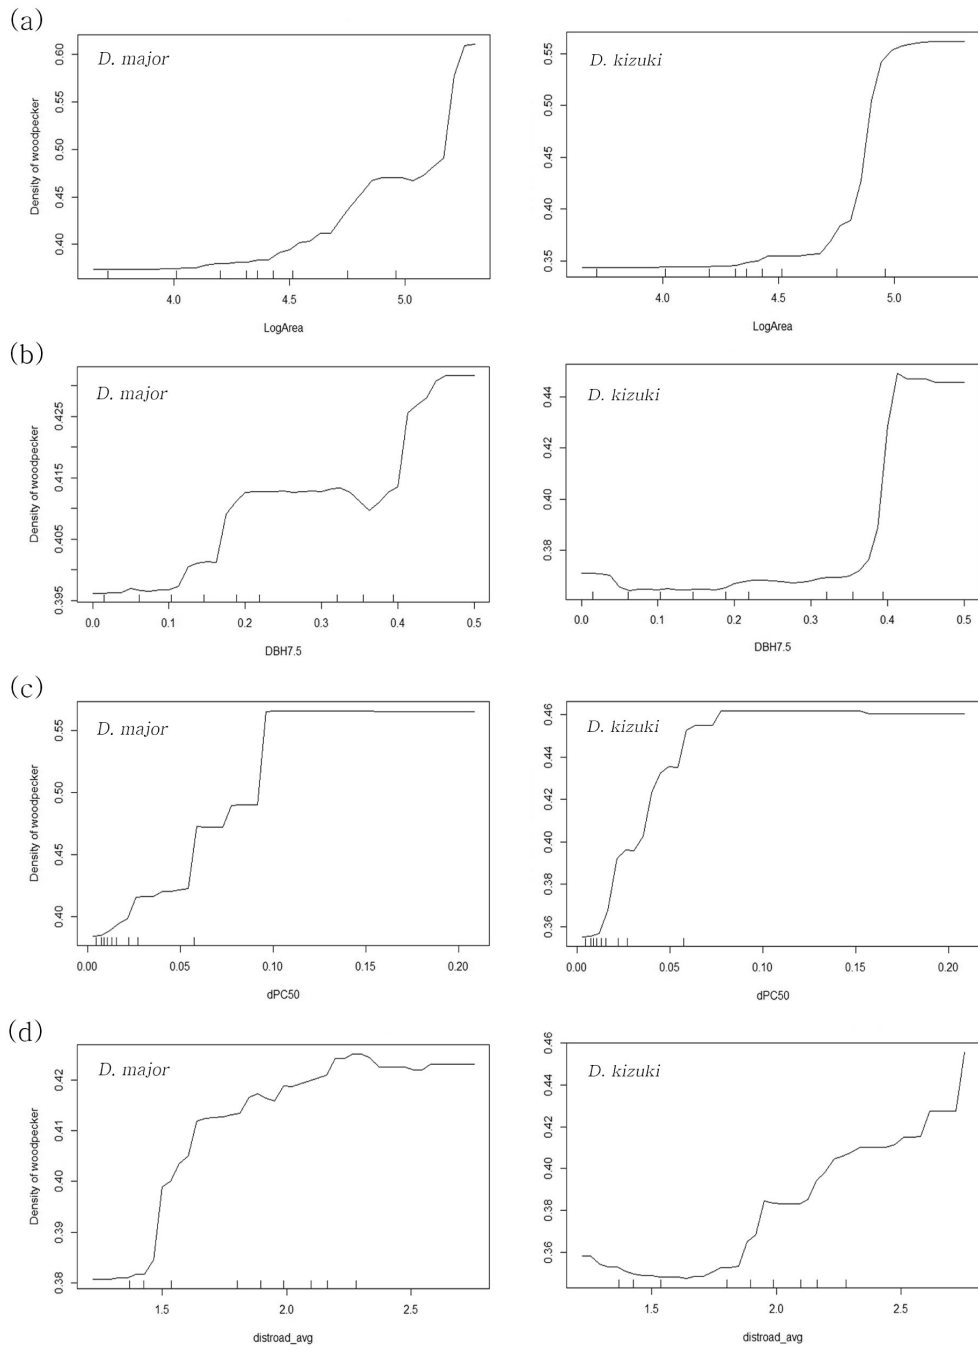 (a)
D. major
Density of woodpecker
0.60
0.55
0.50
0.45
0.40
4.0 4.5 5.0
LogArea
D. kizuki
0.55
0.50
0.45
0.40
0.35
4.0 4.5 5.0
LogArea
(b)
D. major
Density of woodpecker
0.425
0.415
0.405
0.395
0.0 0.1 0.2 0.3 0.4 0.5
DBH7.5
D. kizuki
0.44
0.42
0.40
0.38
0.0 0.1 0.2 0.3 0.4 0.5
DBH7.5
(c)
D. major
Density of woodpecker
0.55
0.50
0.45
0.40
0.00 0.05 0.10 0.15 0.20
dPC50
D. kizuki
0.46
0.44
0.42
0.40
0.38
0.36
0.00 0.05 0.10 0.15 0.20
dPC50
(d)
D. major
Density of woodpecker
0.42
0.41
0.40
0.39
0.38
1.5 2.0 2.5
distroad_avg
D. kizuki
0.46
0.44
0.42
0.40
0.38
0.36
1.5 2.0 2.5
distroad_avg